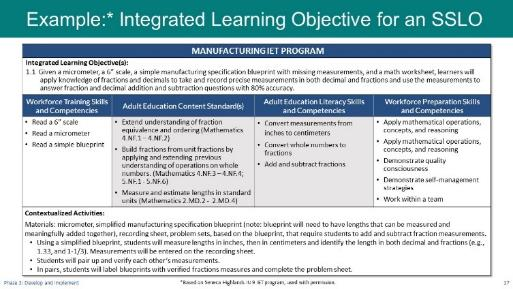 Example:* Integrated Learning Objective for an SSLO
MANUFACTURING IET PROGRAM
Integrated Learning Objective(s):
1.1 Given a micrometer, a 6” scale, a simple manufacturing specification blueprint with missing measurements, and a math worksheet, learners will
apply knowledge of fractions and decimals to take and record precise measurements in both decimal and fractions and use the measurements to
answer fraction and decimal addition and subtraction questions with 80% accuracy.
Workforce Training Skills
and Competencies
• Read a 6” scale
• Read a micrometer
• Read a simple blueprint
Adult Education Content Standard(s)
• Extend understanding of fraction
equivalence and ordering (Mathematics
4.NF.1 – 4.NF.2)
• Build fractions from unit fractions by
applying and extending previous
understanding of operations on whole
numbers. (Mathematics 4.NF.3 – 4.NF.4;
5.NF.1 - 5.NF.6)
• Measure and estimate lengths in standard
units (Mathematics 2.MD.2 - 2.MD.4)
Adult Education Literacy Skills
and Competencies
• Convert measurements from
inches to centimeters
• Convert whole numbers to
fractions
• Add and subtract fractions
Workforce Preparation Skills
and Competencies
• Apply mathematical operations,
concepts, and reasoning
• Apply mathematical operations,
concepts, and reasoning
• Demonstrate quality
consciousness
• Demonstrate self-management
strategies
• Work within a team
Contextualized Activities:
Materials: micrometer, simplified manufacturing specification blueprint (note: blueprint will need to have lengths that can be measured and
meaningfully added together), recording sheet, problem sets, based on the blueprint, that require students to add and subtract fraction measurements.
• Using a simplified blueprint, students will measure lengths in inches, then in centimeters and identify the length in both decimal and fractions (e.g.,
1.33, and 1-1/3). Measurements will be entered on the recording sheet.
• Students will pair up and verify each other’s measurements.
• In pairs, students will label blueprints with verified fractions measures and complete the problem sheet.
Phase 3: Develop and Implement
*Based on Seneca Highlands IU 9 IET program, used with permission.